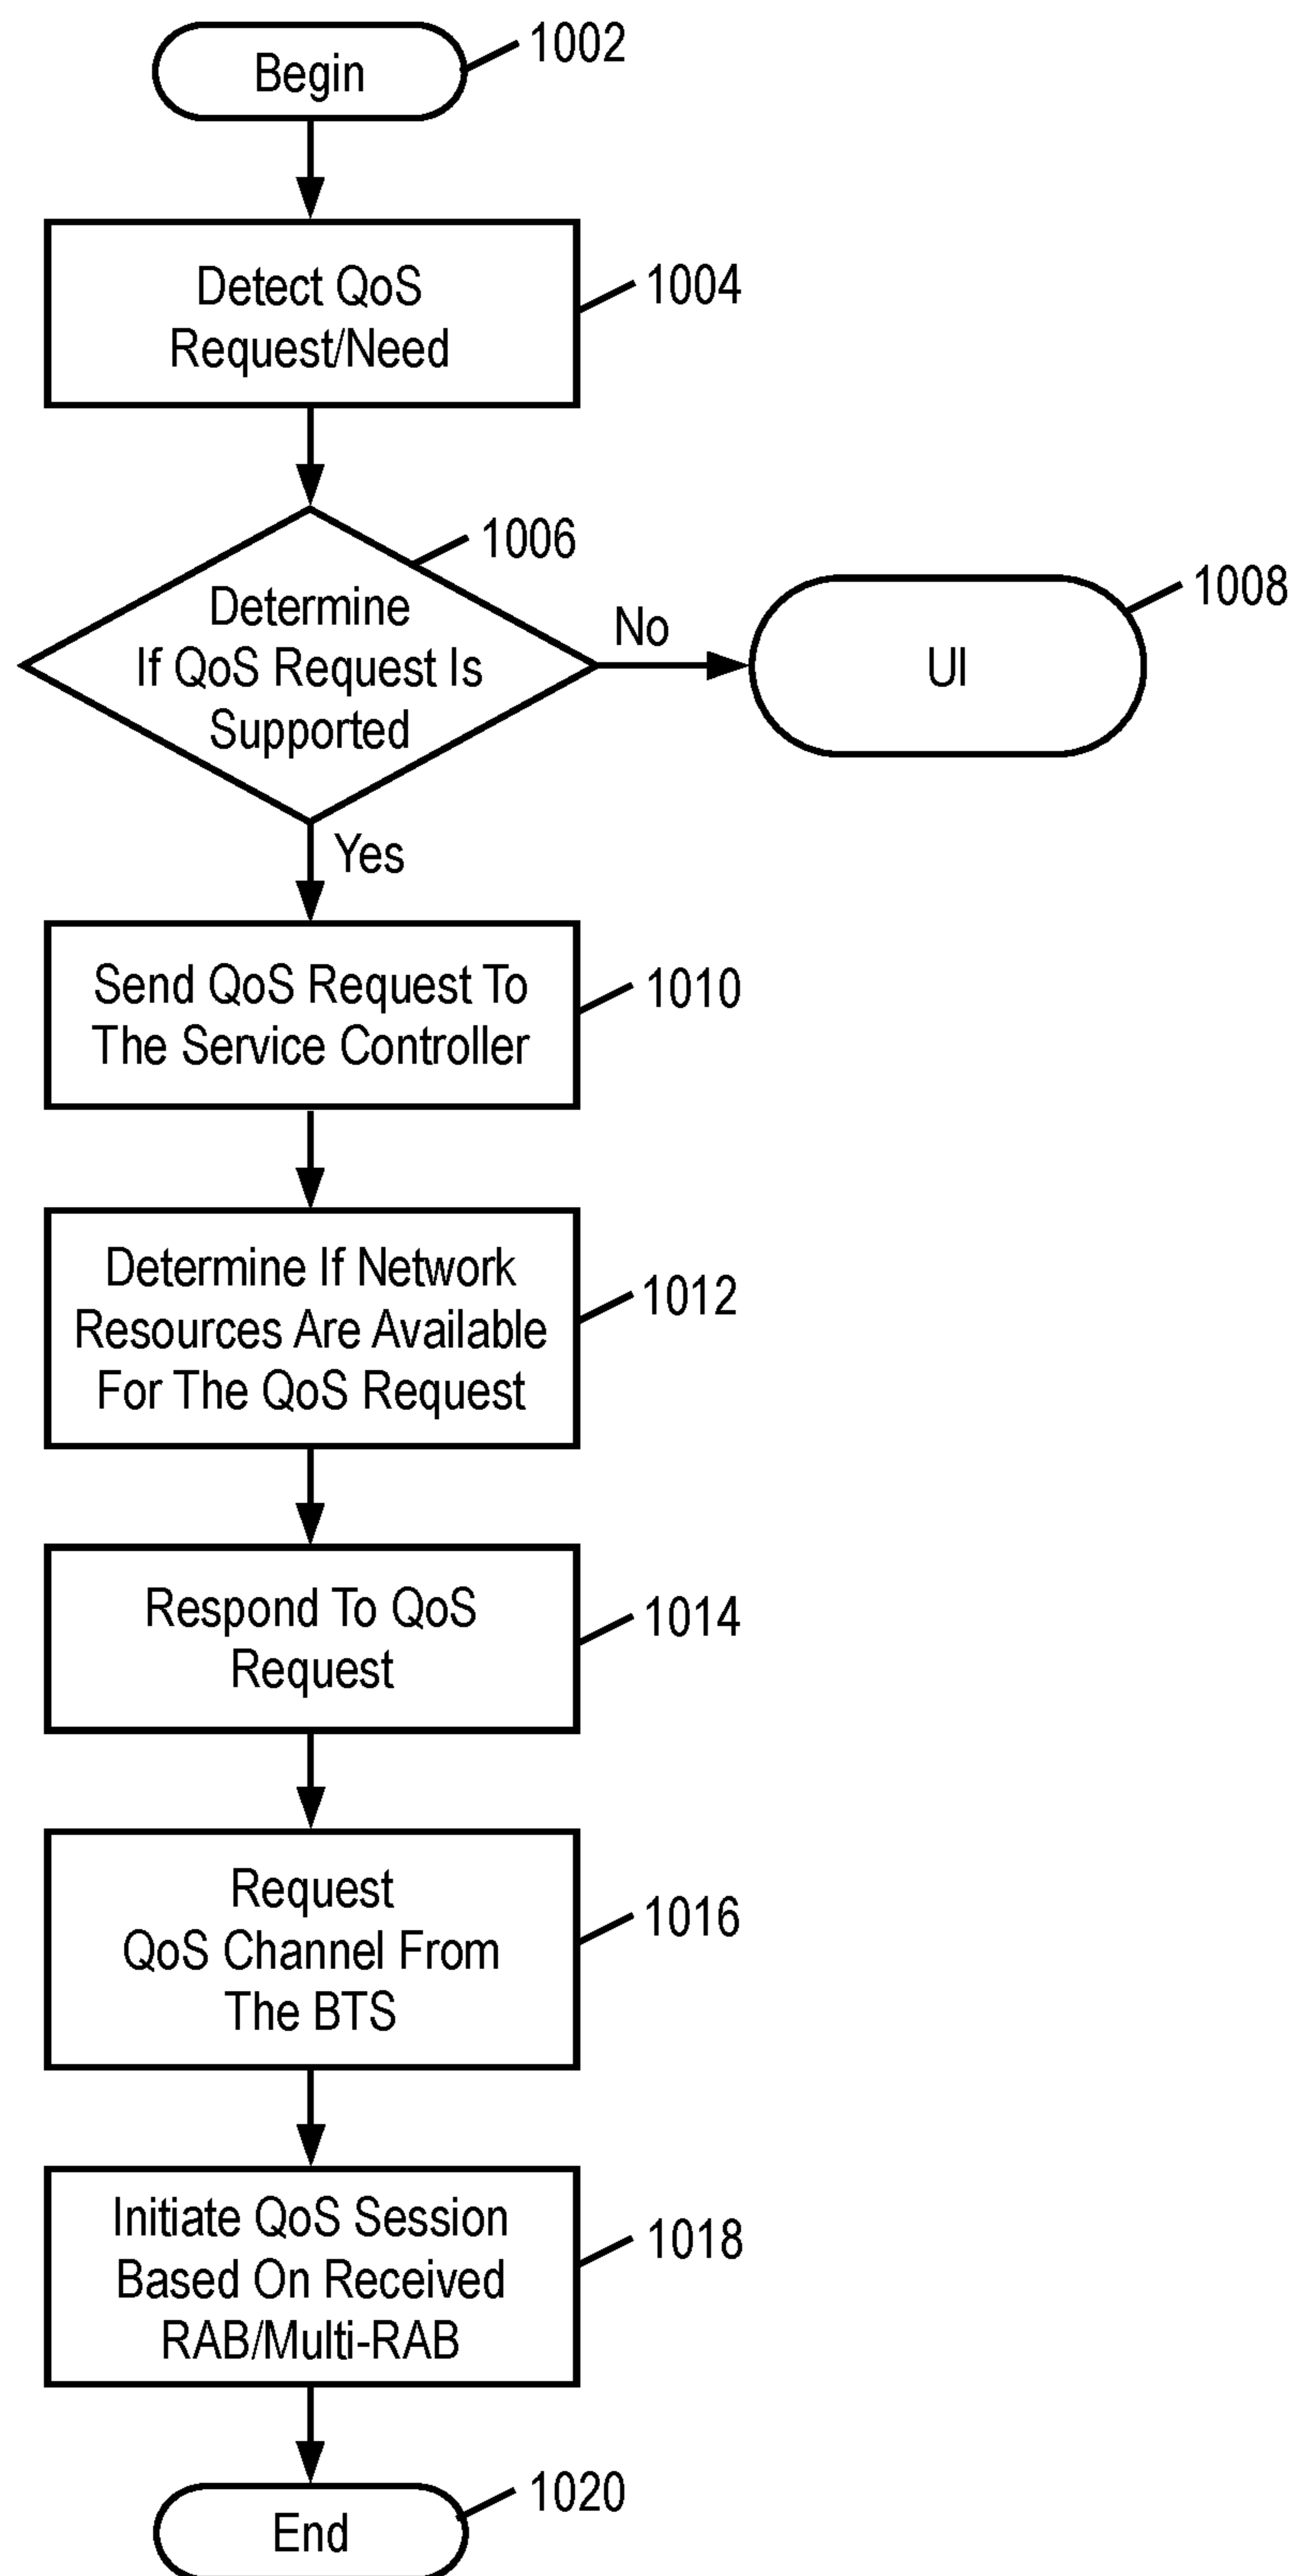 Begin
1002
Detect QoS
Request/Need
1004
Determine
If QoS Request Is
Supported
1006
No
UI
1008
Yes
Send QoS Request To
The Service Controller
1010
Determine If Network
Resources Are Available
For The QoS Request
1012
Respond To QoS
Request
1014
Request
QoS Channel From
The BTS
1016
Initiate QoS Session
Based On Received
RAB/Multi-RAB
1018
End
1020